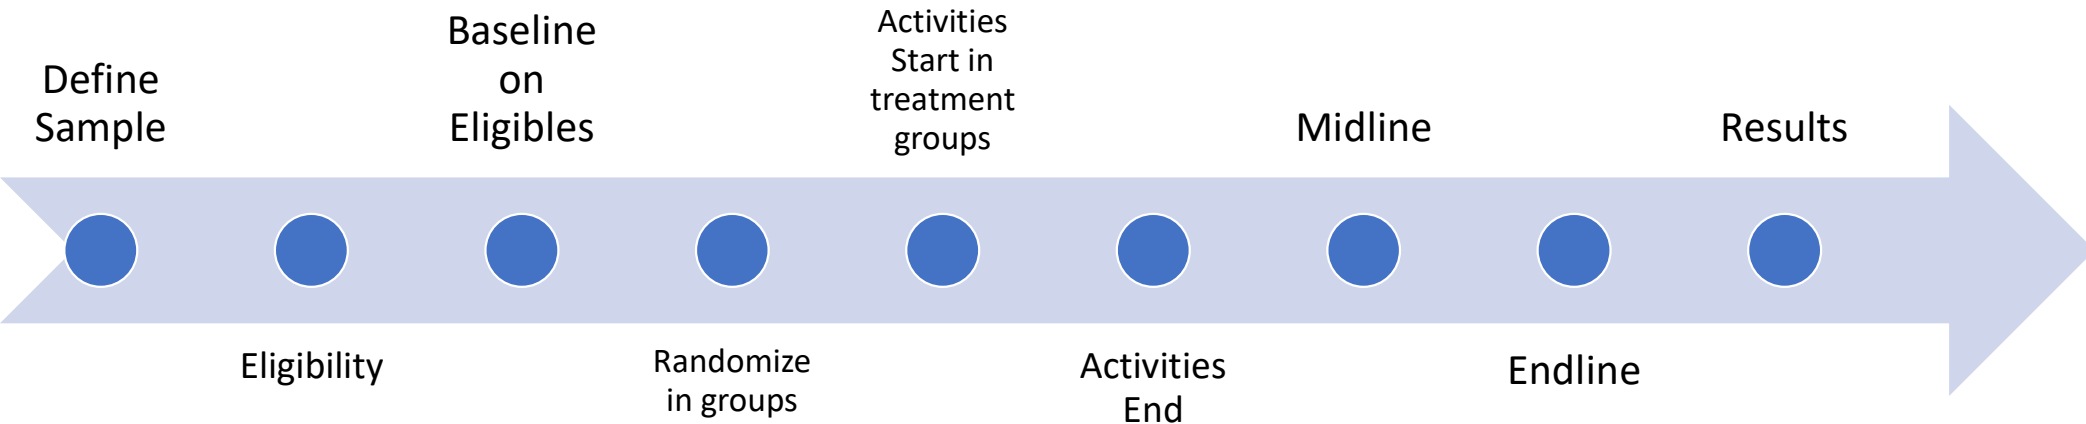 Define
Sample
Eligibility
Baseline
on
Eligibles
Randomize
in groups
Activities
Start in
treatment
groups
Activities
End
Midline
Endline
Results